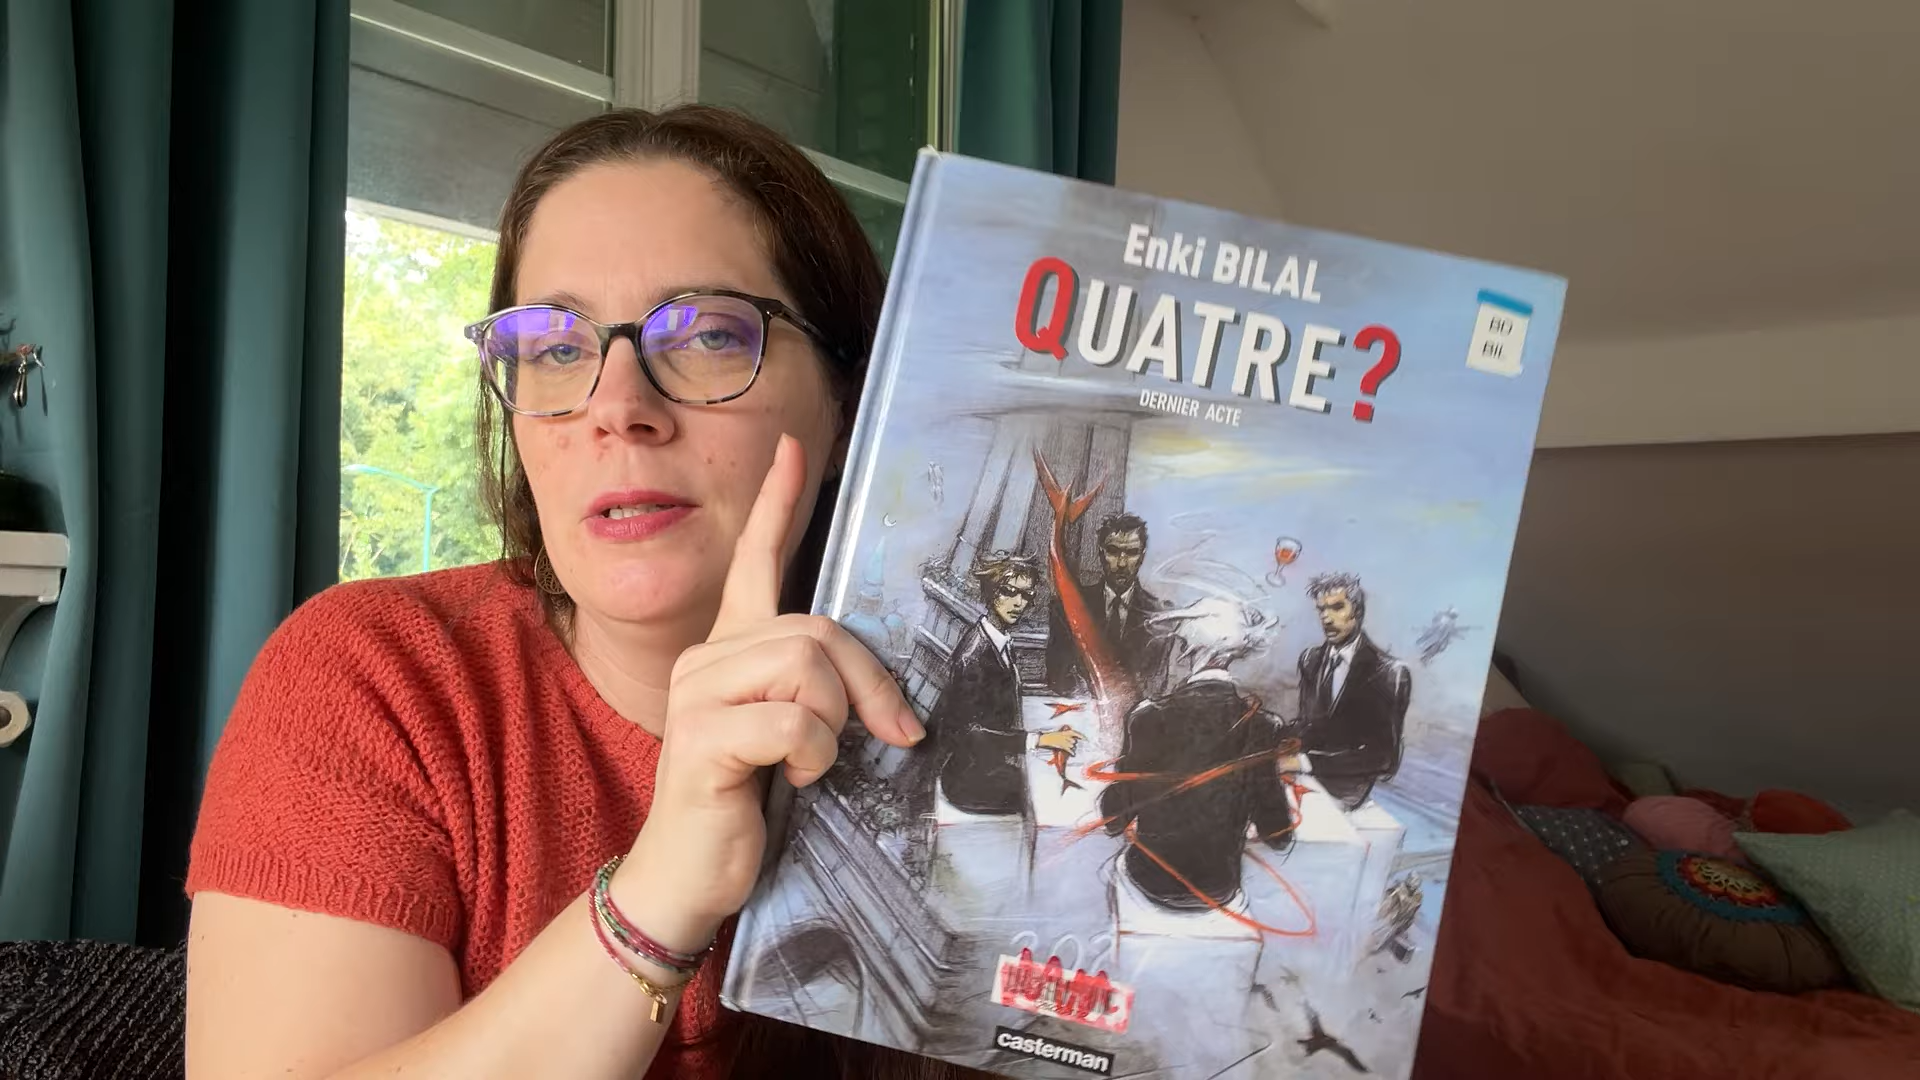 Enki BILAL
QUATRE?
DERNIER ACTE
BD
BIL
casterman